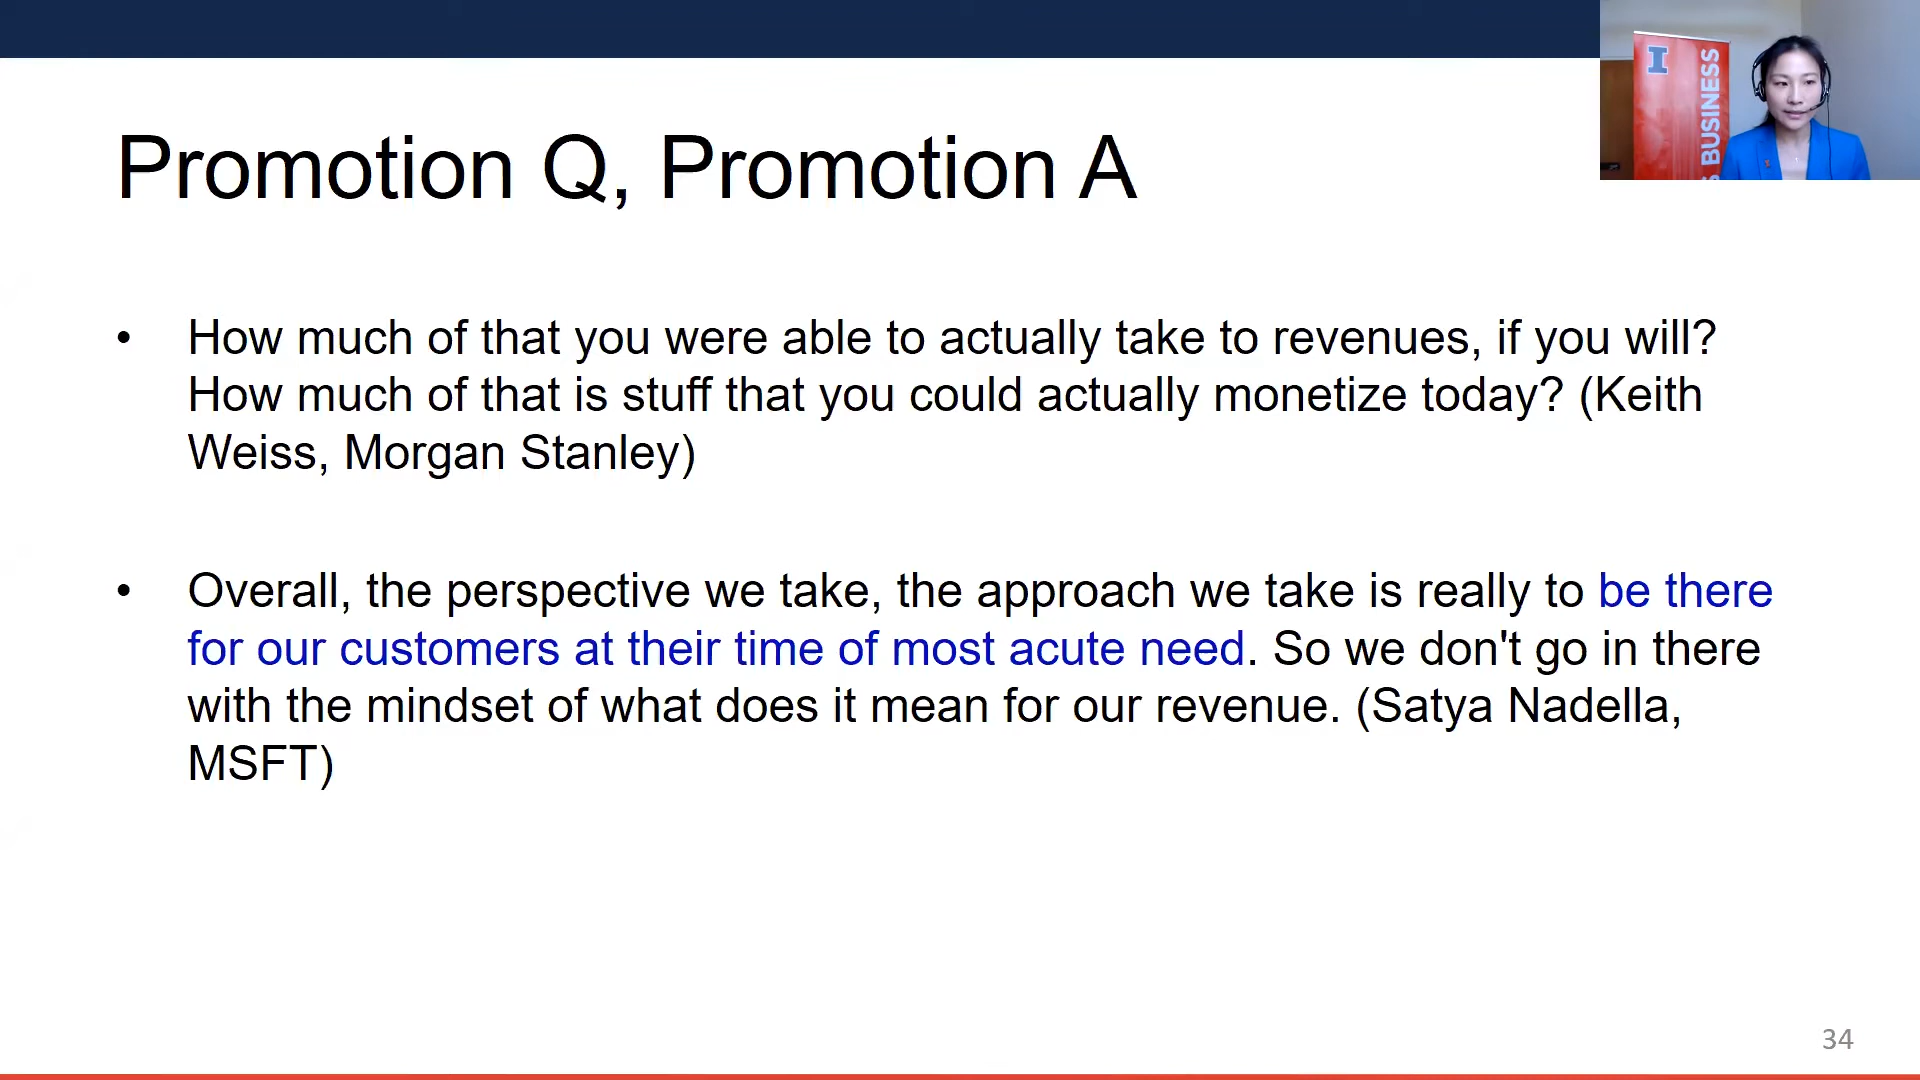 I
BUSINESS
Promotion Q, Promotion A
• How much of that you were able to actually take to revenues, if you will?
How much of that is stuff that you could actually monetize today? (Keith
Weiss, Morgan Stanley)
• Overall, the perspective we take, the approach we take is really to be there
for our customers at their time of most acute need. So we don't go in there
with the mindset of what does it mean for our revenue. (Satya Nadella,
MSFT)
34